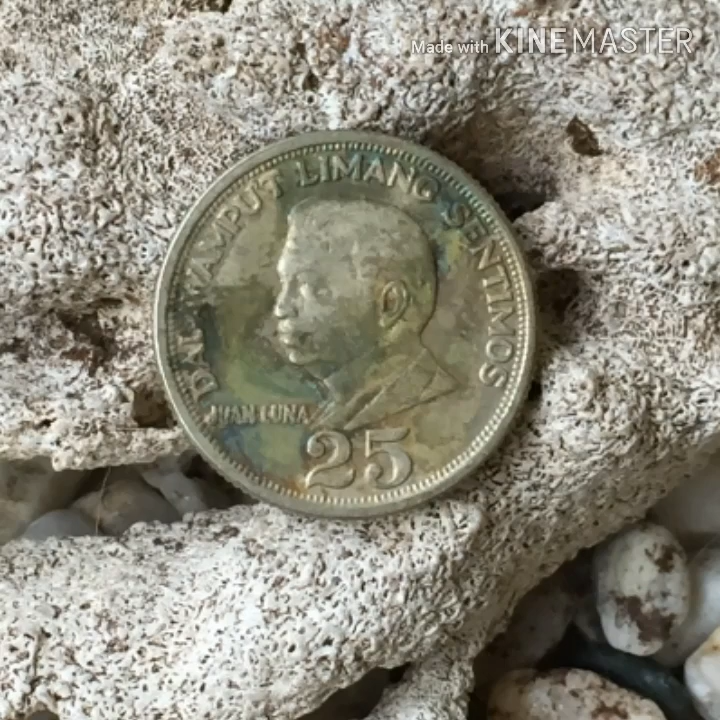 Made with KINEMASTER
DALAWAMPUT LIMANG SENTIMOS
JUAN LUNA
25